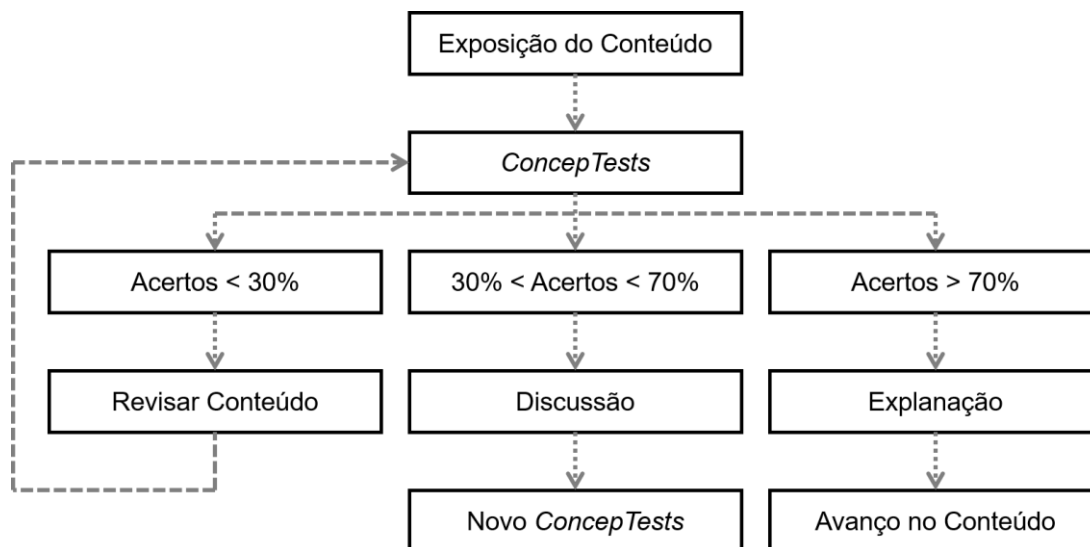 Exposição do Conteúdo
ConcepTests
Acertos < 30%
30% < Acertos < 70%
Acertos > 70%
Revisar Conteúdo
Discussão
Explanação
Novo ConcepTests
Avanço no Conteúdo